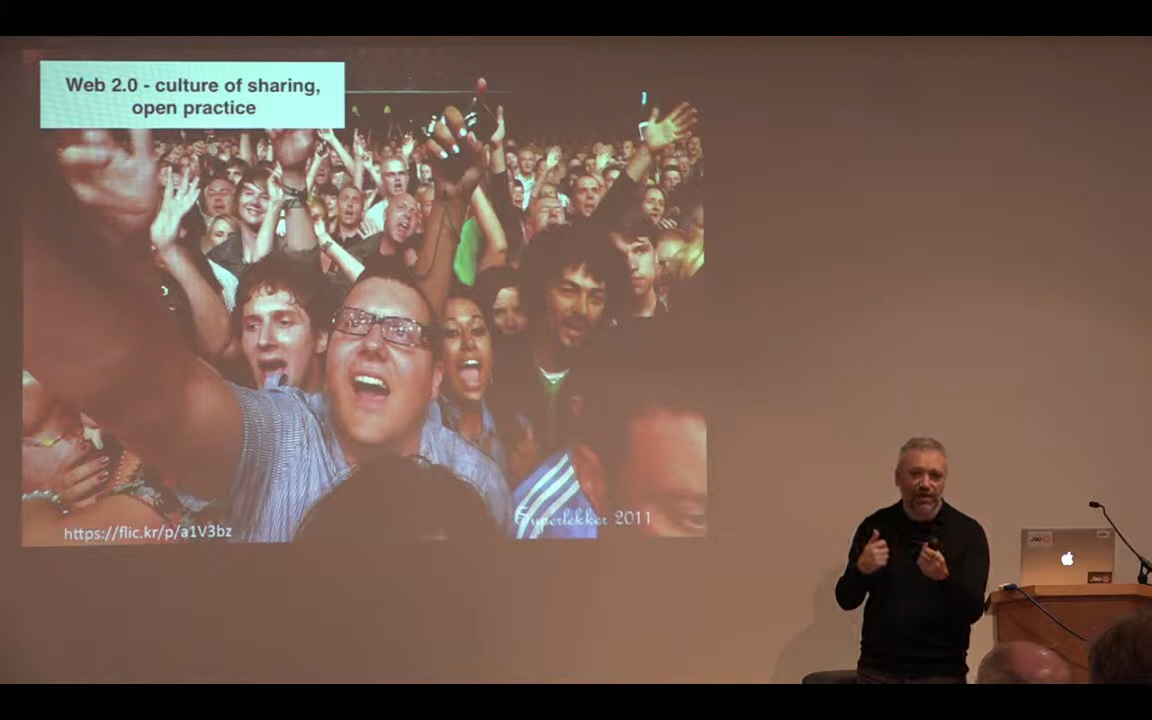 Web 2.0 - culture of sharing,
open practice
https://flic.kr/p/a1V3bz
Superlekker 2011